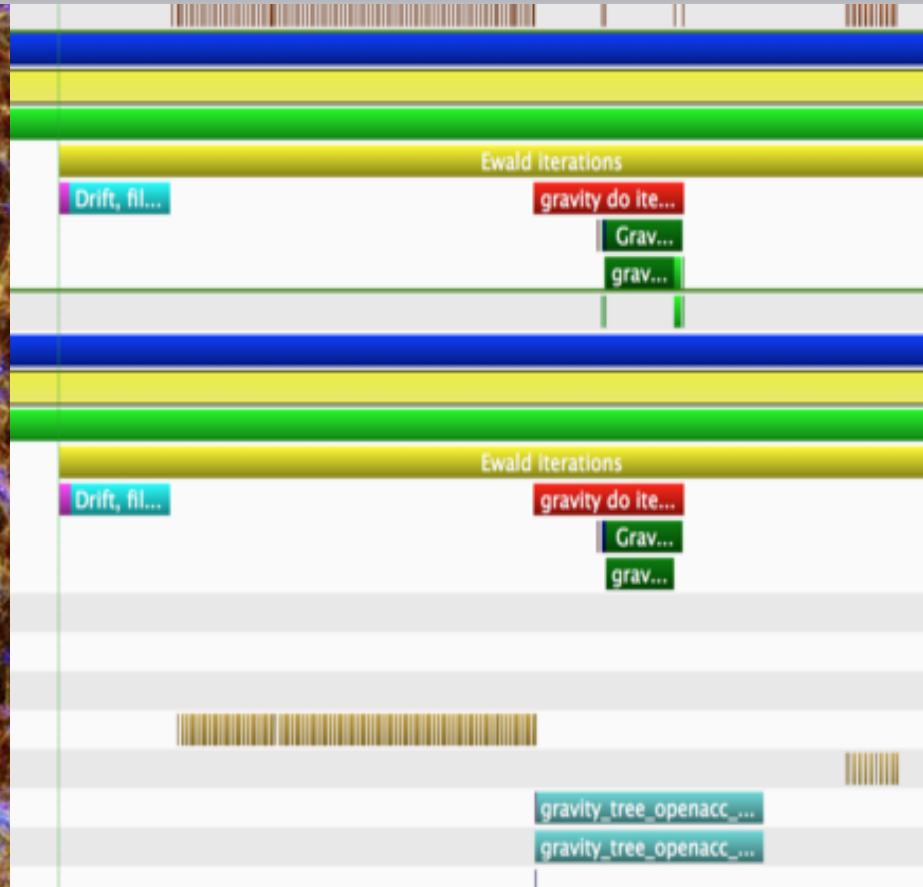 Ewald iterations
Drift, fil...
gravity do ite...
Grav...
grav...
Ewald iterations
Drift, fil...
gravity do ite...
Grav...
grav...
gravity_tree_openacc_...
gravity_tree_openacc_...